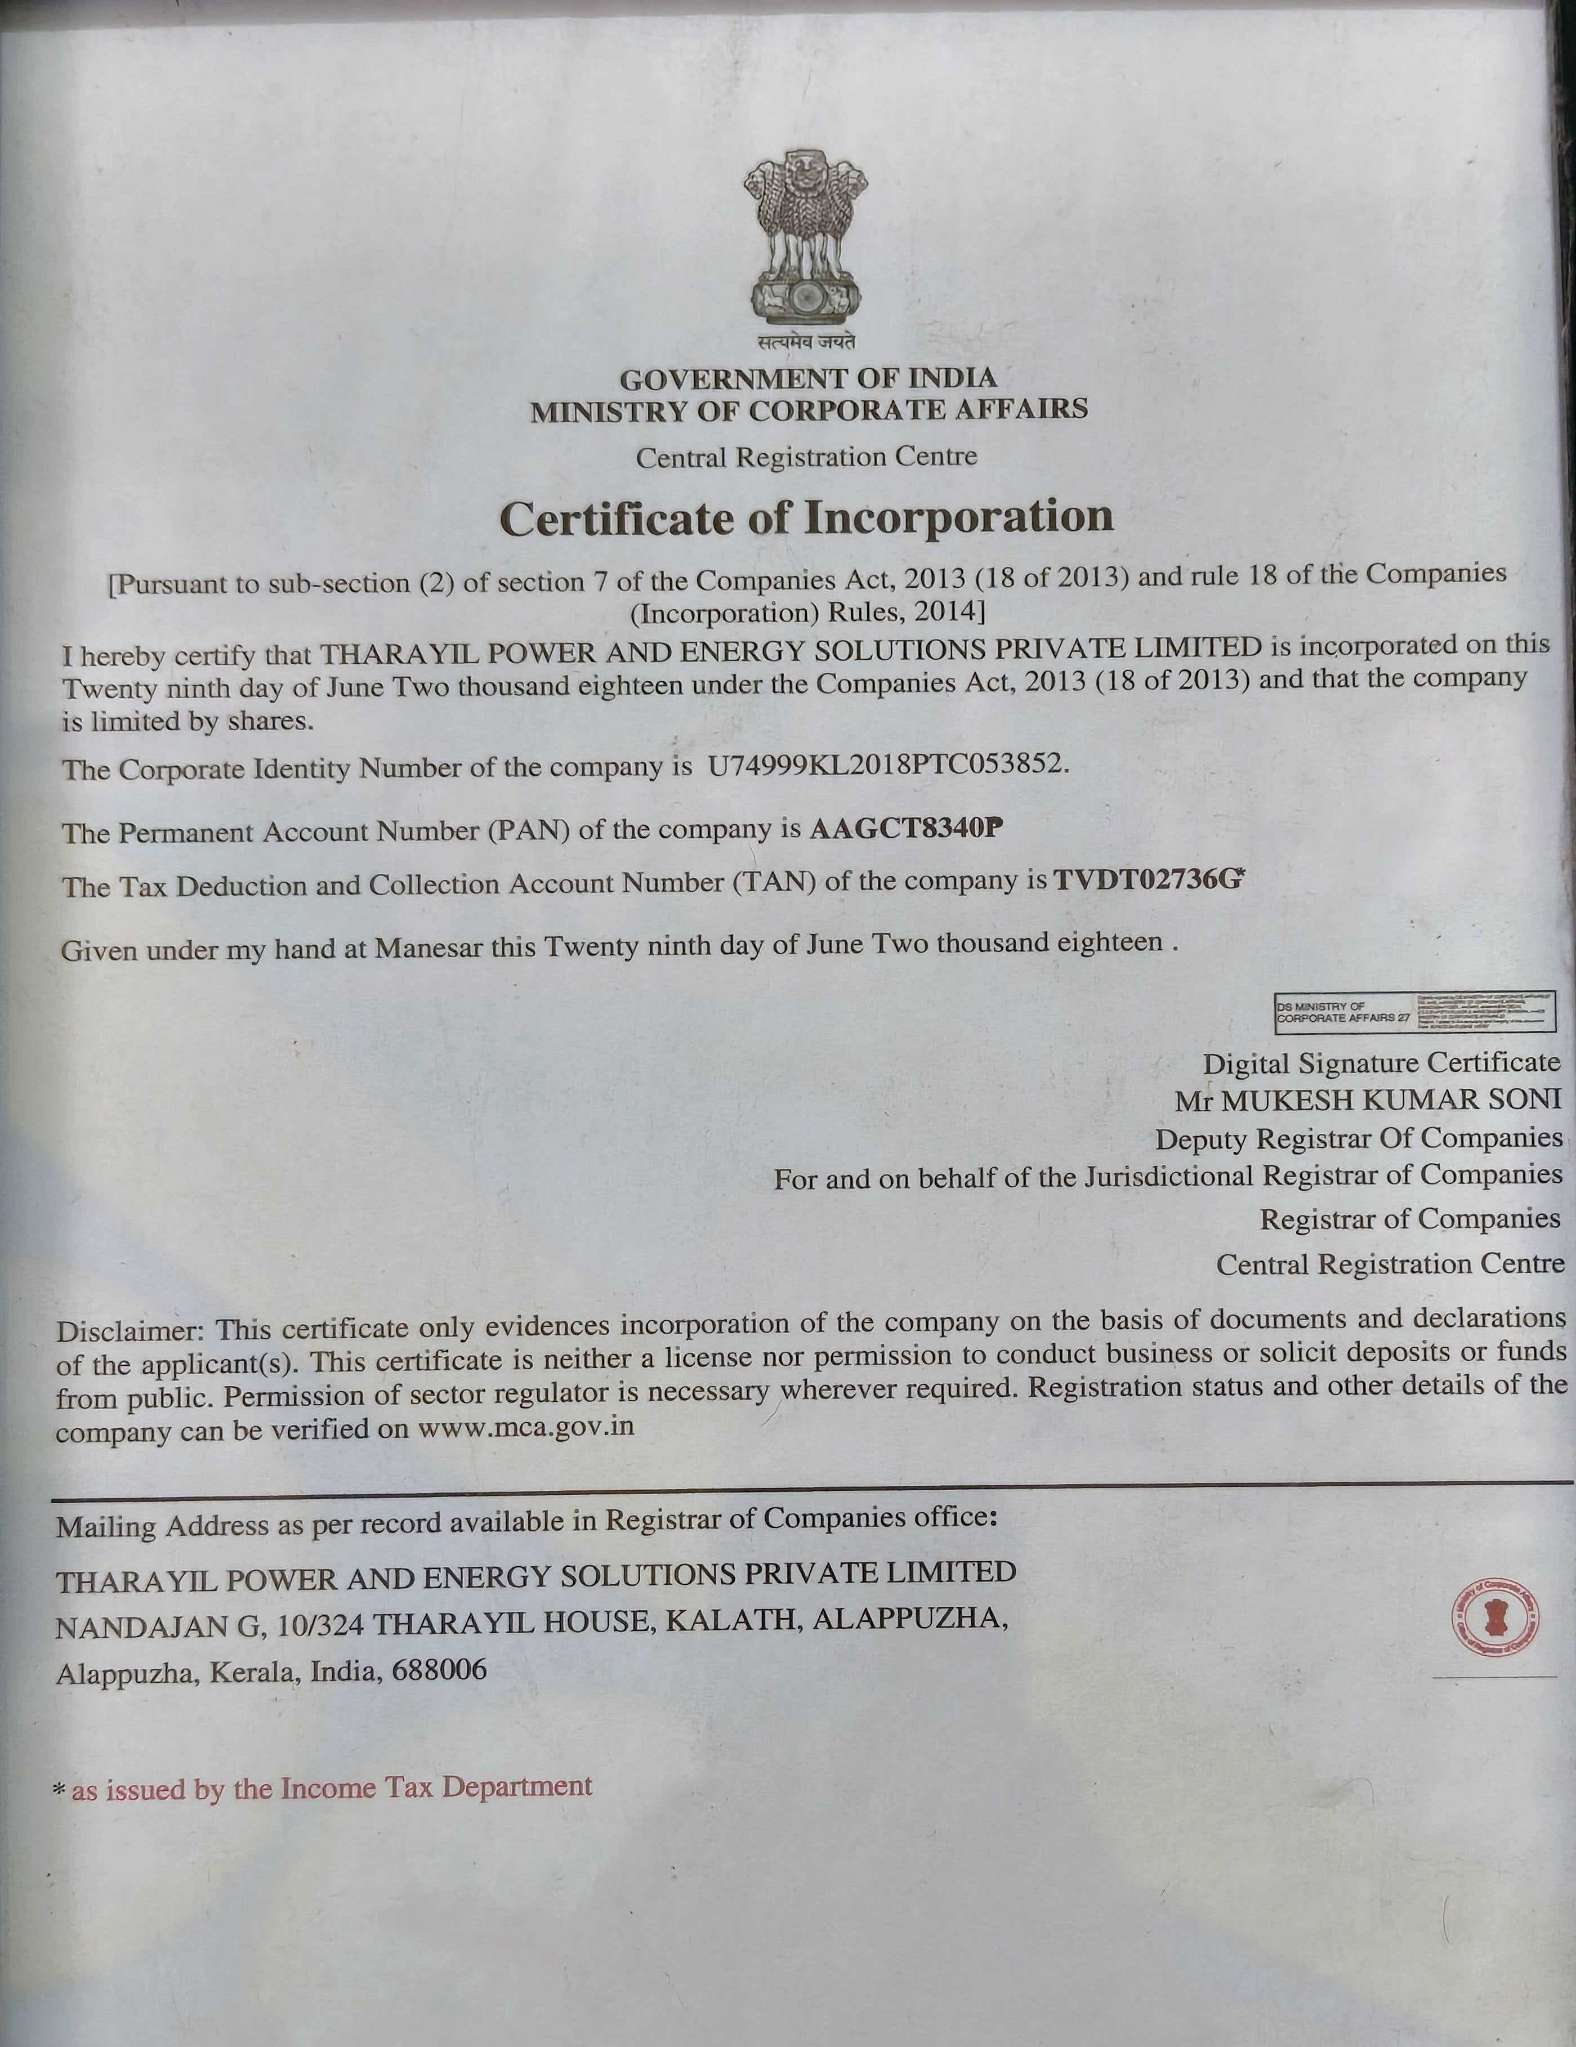 सत्यमेव जयते
GOVERNMENT OF INDIA
MINISTRY OF CORPORATE AFFAIRS
Central Registration Centre
Certificate of Incorporation
[Pursuant to sub-section (2) of section 7 of the Companies Act, 2013 (18 of 2013) and rule 18 of the Companies
(Incorporation) Rules, 2014]
I hereby certify that THARAYIL POWER AND ENERGY SOLUTIONS PRIVATE LIMITED is incorporated on this
Twenty ninth day of June Two thousand eighteen under the Companies Act, 2013 (18 of 2013) and that the company
is limited by shares.
The Corporate Identity Number of the company is U74999KL2018PTC053852.
The Permanent Account Number (PAN) of the company is AAGCT8340P
The Tax Deduction and Collection Account Number (TAN) of the company is TVDT02736G*
Given under my hand at Manesar this Twenty ninth day of June Two thousand eighteen .
DS MINISTRY OF
CORPORATE AFFAIRS 27
Digital Signature Certificate
Mr MUKESH KUMAR SONI
Deputy Registrar Of Companies
For and on behalf of the Jurisdictional Registrar of Companies
Registrar of Companies
Central Registration Centre
Disclaimer: This certificate only evidences incorporation of the company on the basis of documents and declarations
of the applicant(s). This certificate is neither a license nor permission to conduct business or solicit deposits or funds
from public. Permission of sector regulator is necessary wherever required. Registration status and other details of the
company can be verified on www.mca.gov.in
Mailing Address as per record available in Registrar of Companies office:
THARAYIL POWER AND ENERGY SOLUTIONS PRIVATE LIMITED
NANDAJAN G, 10/324 THARAYIL HOUSE, KALATH, ALAPPUZHA,
Alappuzha, Kerala, India, 688006
Ministry of Corporate Affairs
Office of Registrar of Companies
* as issued by the Income Tax Department